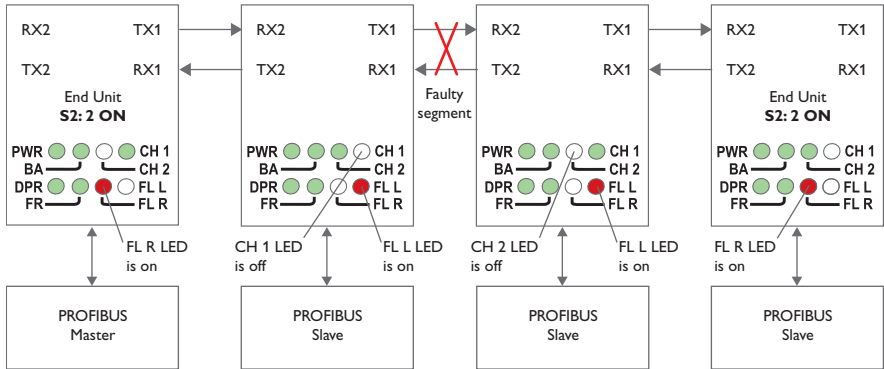 RX2 TX1
TX2 RX1
End Unit
S2: 2 ON
PWR CH 1
BA CH 2
DPR FL L
FR FL R
FL R LED
is on
PROFIBUS
Master
RX2 TX1
TX2 RX1
PWR CH 1
BA CH 2
DPR FL L
FR FL R
CH 1 LED
is off
FL L LED
is on
PROFIBUS
Slave
Faulty
segment
RX2 TX1
TX2 RX1
PWR CH 1
BA CH 2
DPR FL L
FR FL R
CH 2 LED
is off
FL L LED
is on
PROFIBUS
Slave
RX2 TX1
TX2 RX1
End Unit
S2: 2 ON
PWR CH 1
BA CH 2
DPR FL L
FR FL R
FL R LED
is on
PROFIBUS
Slave